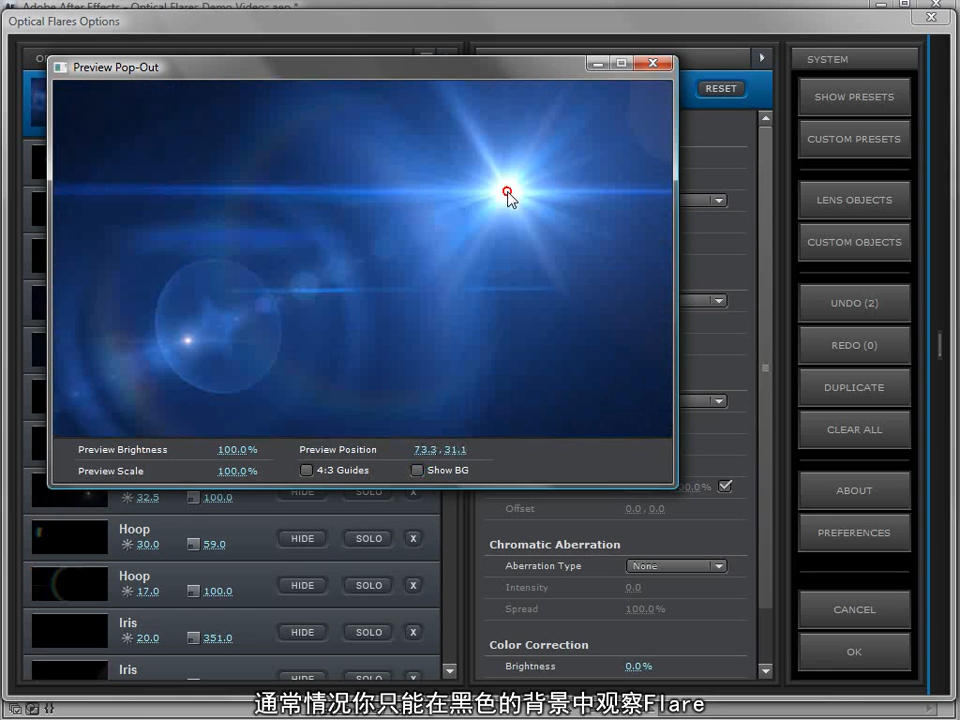 Adobe After Effects - Optical Flares Demo Videos.aep *
Optical Flares Options
Preview Pop-Out
SYSTEM
RESET
SHOW PRESETS
CUSTOM PRESETS
LENS OBJECTS
CUSTOM OBJECTS
UNDO (2)
REDO (0)
DUPLICATE
CLEAR ALL
ABOUT
PREFERENCES
CANCEL
OK
Preview Brightness 100.0% Preview Position 73.3 , 31.1
Preview Scale 100.0% 4:3 Guides Show BG
32.5 100.0 HIDE SOLO X
Offset 0.0 , 0.0
Hoop
30.0 59.0 HIDE SOLO X
Chromatic Aberration
Aberration Type None
Intensity 0.0
Spread 100.0%
Hoop
17.0 100.0 HIDE SOLO X
Iris
20.0 351.0 HIDE SOLO X
Color Correction
Brightness 0.0%
Iris
HIDE SOLO X
通常情况你只能在黑色的背景中观察Flare